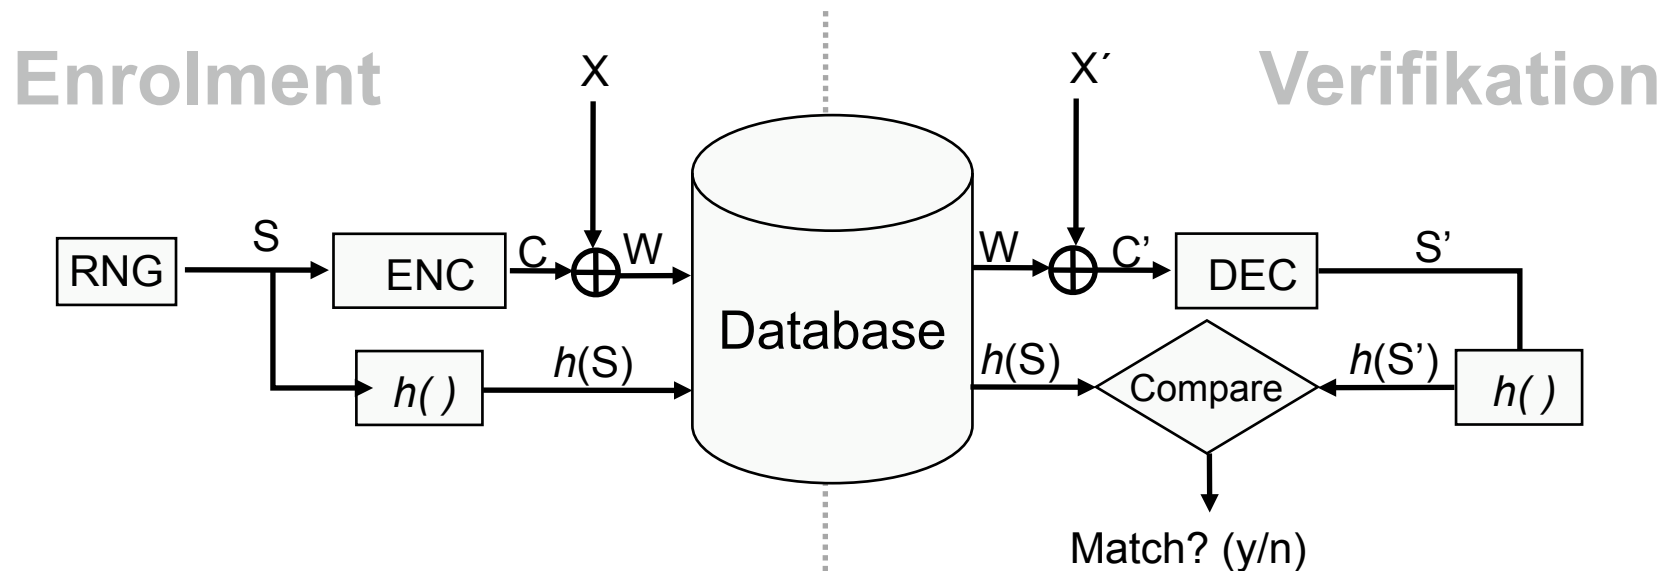 Enrolment
Verifikation
X
X´
RNG
S
ENC
C
W
h( )
h(S)
Database
W
C’
DEC
S’
h(S)
Compare
h(S’)
h( )
Match? (y/n)